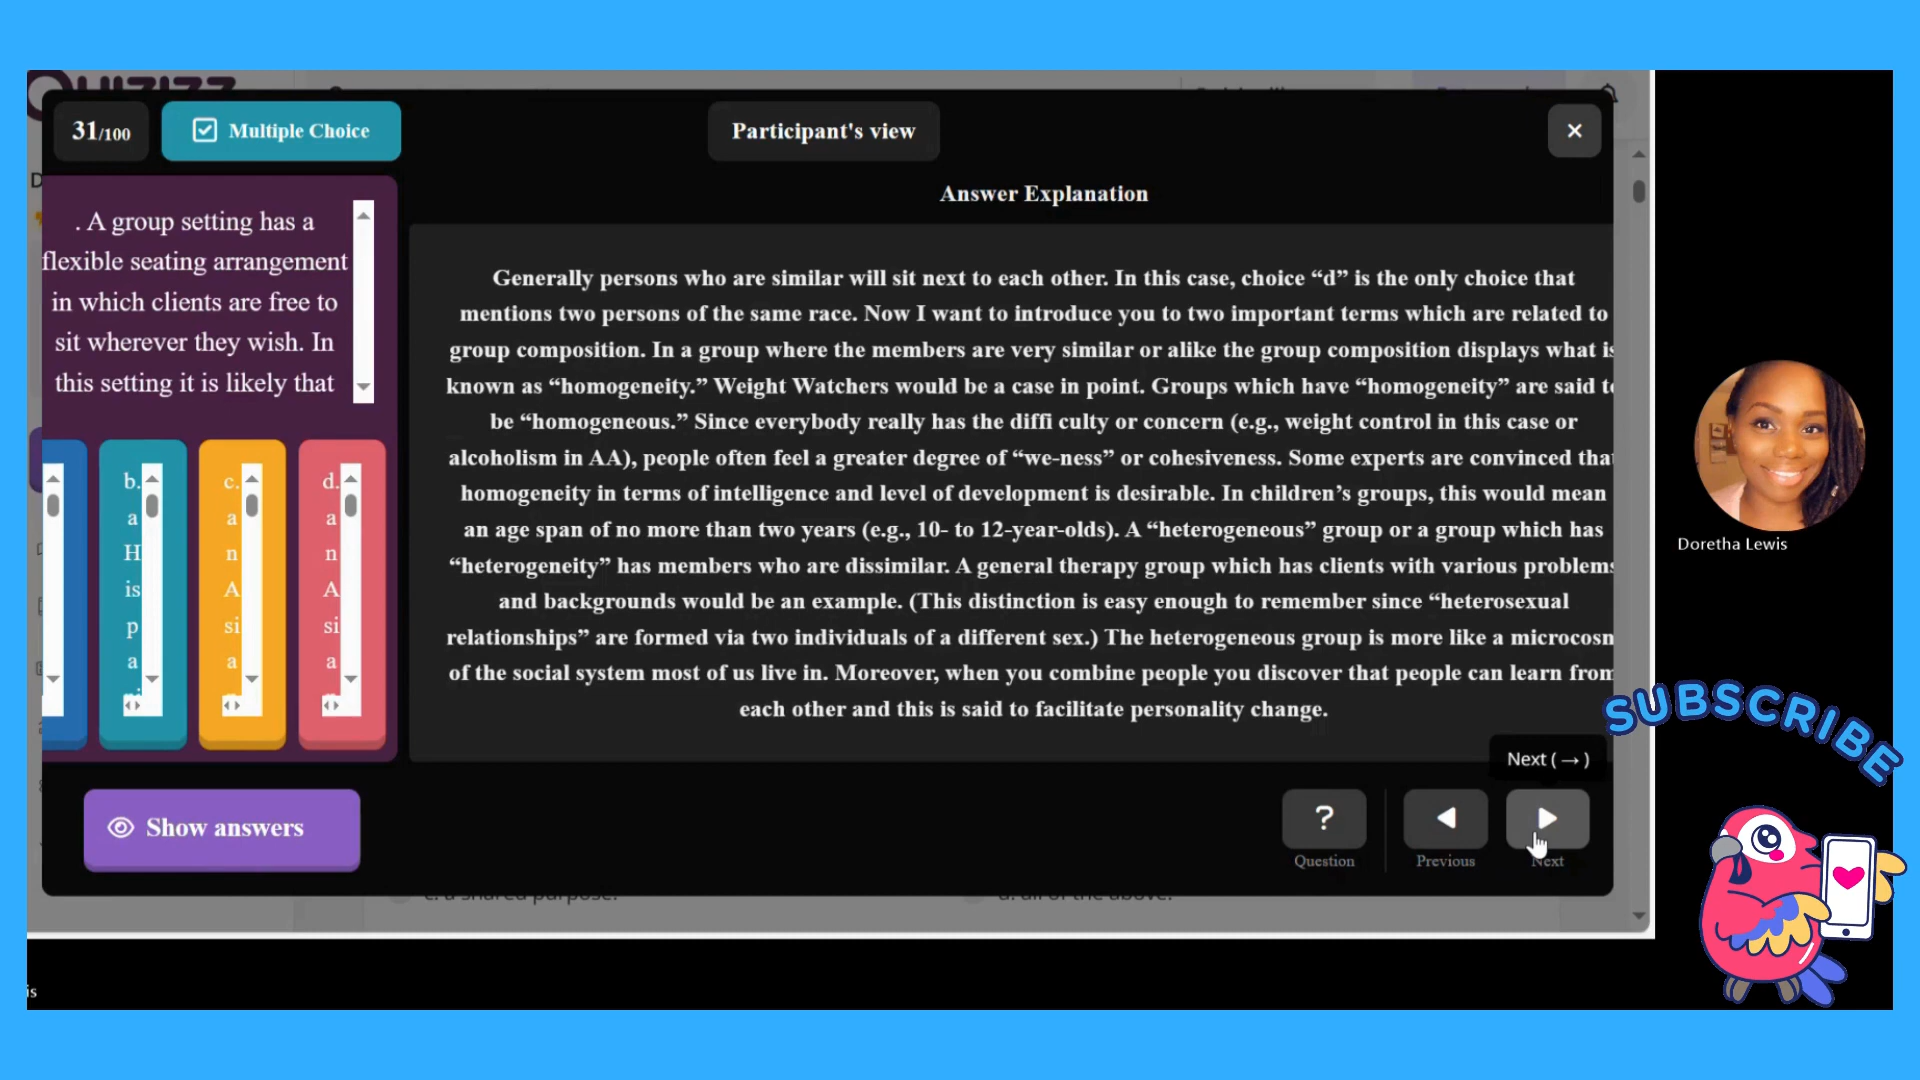 QUIZIZZ
31/100
Multiple Choice
Participant's view
Answer Explanation
. A group setting has a
flexible seating arrangement
in which clients are free to
sit wherever they wish. In
this setting it is likely that
b.
a
H
is
p
a
c.
a
n
A
si
a
d.
a
n
A
si
a
Generally persons who are similar will sit next to each other. In this case, choice “d” is the only choice that
mentions two persons of the same race. Now I want to introduce you to two important terms which are related to
group composition. In a group where the members are very similar or alike the group composition displays what is
known as “homogeneity.” Weight Watchers would be a case in point. Groups which have “homogeneity” are said to
be “homogeneous.” Since everybody really has the diffi culty or concern (e.g., weight control in this case or
alcoholism in AA), people often feel a greater degree of “we-ness” or cohesiveness. Some experts are convinced that
homogeneity in terms of intelligence and level of development is desirable. In children’s groups, this would mean
an age span of no more than two years (e.g., 10- to 12-year-olds). A “heterogeneous” group or a group which has
“heterogeneity” has members who are dissimilar. A general therapy group which has clients with various problems
and backgrounds would be an example. (This distinction is easy enough to remember since “heterosexual
relationships” are formed via two individuals of a different sex.) The heterogeneous group is more like a microcosm
of the social system most of us live in. Moreover, when you combine people you discover that people can learn from
each other and this is said to facilitate personality change.
Next ( → )
Show answers
?
Question
Previous
Next
c. a shared purpose.
d. all of the above.
Doretha Lewis
SUBSCRIBE
is